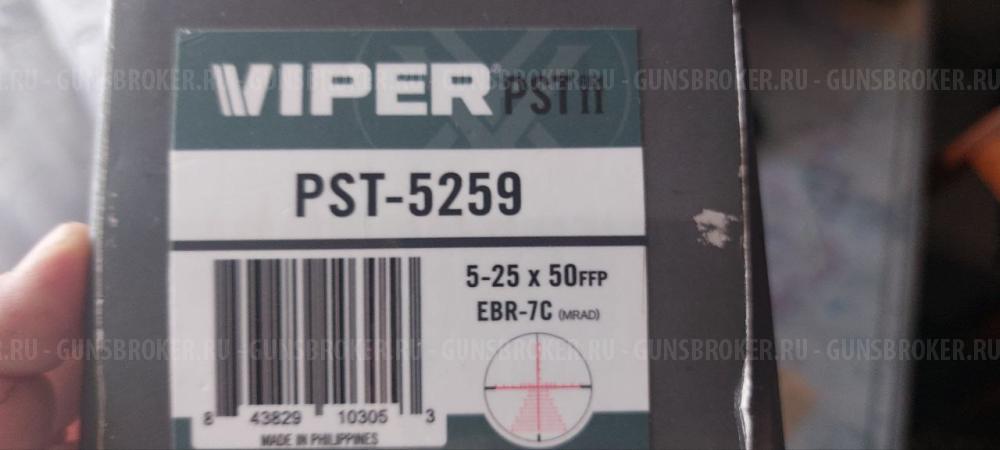 VIPER® PST II
GUNSBROKER.RU - GUNSBROKER.RU - GUNSBROKER.RU - GUNSBROKER.RU - GUNSBROKER.RU
PST-5259
5-25 x 50FFP
EBR-7C (MRAD)
.RU - GUNSBROKER.RU - GUNSBROKER.RU - GUNSBROKER.RU - GUNSBROKER.RU - GUNSBROKER
8 43829 10305 3
MADE IN PHILIPPINES